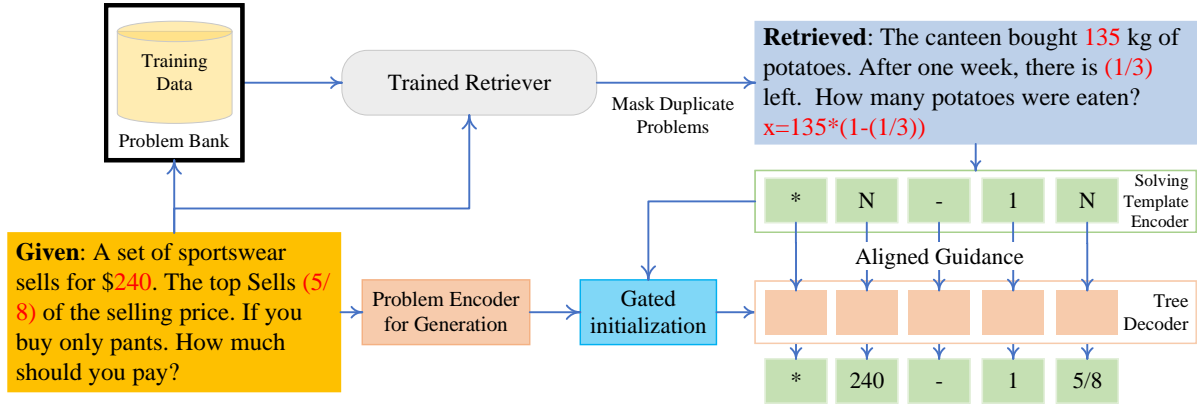 Training
Data
Problem Bank
Trained Retriever
Mask Duplicate
Problems
Retrieved: The canteen bought 135 kg of
potatoes. After one week, there is (1/3)
left. How many potatoes were eaten?
x=135*(1-(1/3))
* N - 1 N
Solving
Template
Encoder
Aligned Guidance
Given: A set of sportswear
sells for $240. The top Sells (5/
8) of the selling price. If you
buy only pants. How much
should you pay?
Problem Encoder
for Generation
Gated
initialization
Tree
Decoder
* 240 - 1 5/8